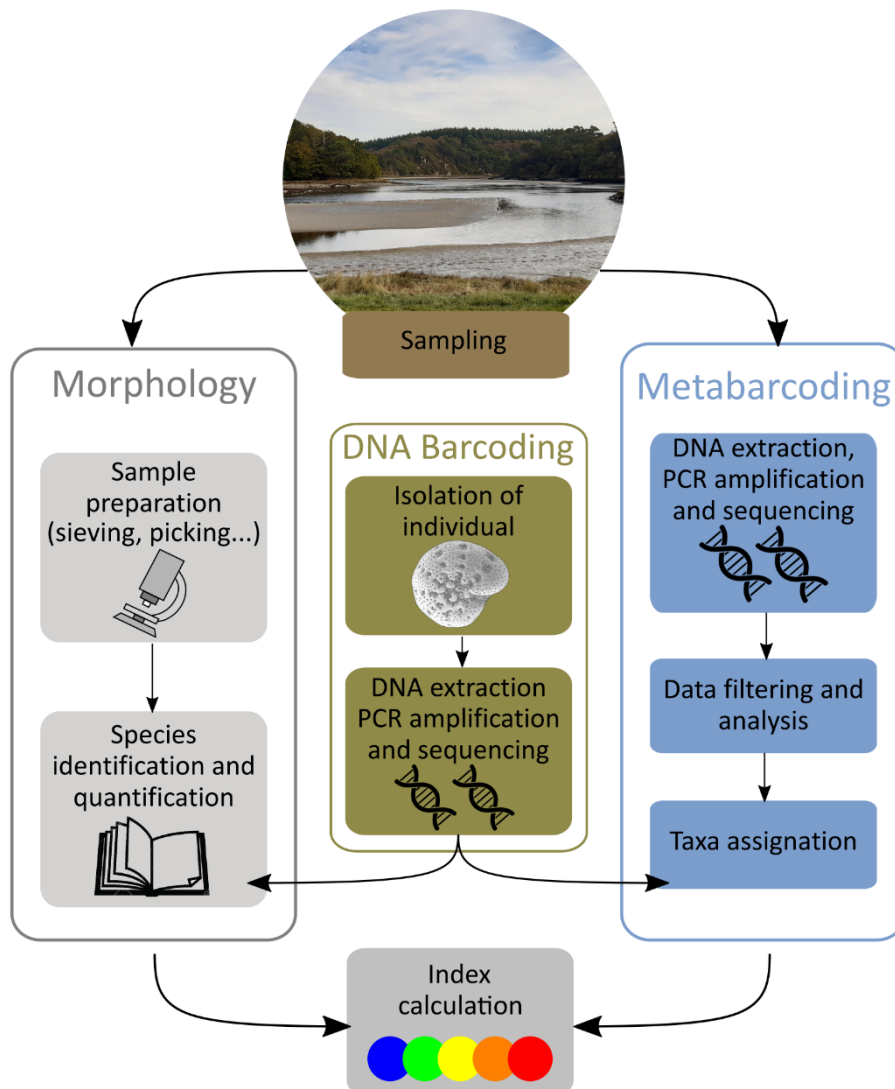 Sampling
Morphology
Sample
preparation
(sieving, picking...)
Species
identification and
quantification
DNA Barcoding
Isolation of
individual
DNA extraction
PCR amplification
and sequencing
Metabarcoding
DNA extraction,
PCR amplification
and sequencing
Data filtering and
analysis
Taxa assignation
Index
calculation